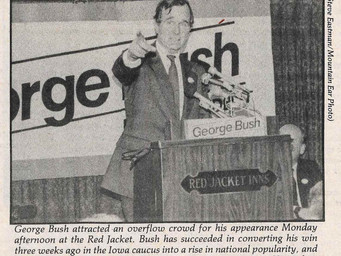 Steve Eastman/Mountain Ear Photo)
George Bush
orge Bush
George Bush
RED JACKET INNS
George Bush attracted an overflow crowd for his appearance Monday
afternoon at the Red Jacket. Bush has succeeded in converting his win
three weeks ago in the Iowa caucus into a rise in national popularity, and